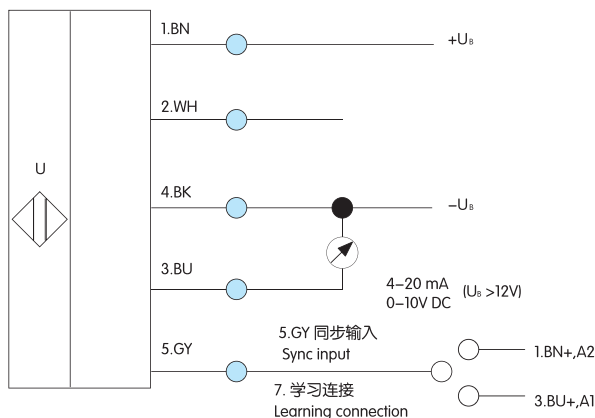 1.BN
+UB
2.WH
U
4.BK
-UB
3.BU
4-20 mA (UB >12V)
0-10V DC
5.GY
5.GY 同步输入
Sync input
1.BN+,A2
7. 学习连接
Learning connection
3.BU+,A1